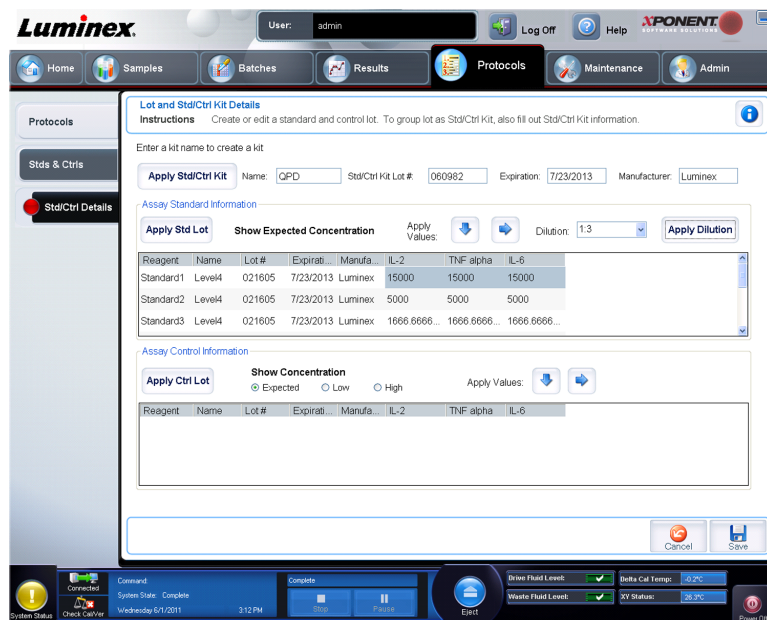 Luminex.
User: admin Log Off Help XPONENT
SOFTWARE SOLUTIONS
Home Samples Batches Results Protocols Maintenance Admin
Protocols
Stds & Ctrls
Std/Ctrl Details
Lot and Std/Ctrl Kit Details
Instructions Create or edit a standard and control lot. To group lot as Std/Ctrl Kit, also fill out Std/Ctrl Kit information.
Enter a kit name to create a kit
Apply Std/Ctrl Kit Name: QPD Std/Ctrl Kit Lot #: 060982 Expiration: 7/23/2013 Manufacturer: Luminex
Assay Standard Information
Apply Std Lot Show Expected Concentration Apply Values: Dilution: 1:3 Apply Dilution
Reagent Name Lot # Expirati... Manufa... IL-2 TNF alpha IL-6
Standard1 Level4 021605 7/23/2013 Luminex 15000 15000 15000
Standard2 Level4 021605 7/23/2013 Luminex 5000 5000 5000
Standard3 Level4 021605 7/23/2013 Luminex 1666.6666... 1666.6666... 1666.6666...
Assay Control Information
Apply Ctrl Lot Show Concentration Apply Values:
Expected Low High
Reagent Name Lot # Expirati... Manufa... IL-2 TNF alpha IL-6
Cancel Save
System Status
Connected
Check Cal/Ver
Command:
System State: Complete
Wednesday 6/1/2011 3:12 PM
Complete
Stop Pause
Eject
Drive Fluid Level: Delta Cal Temp: -0.2°C
Waste Fluid Level: XY Status: 26.3°C
Power Off